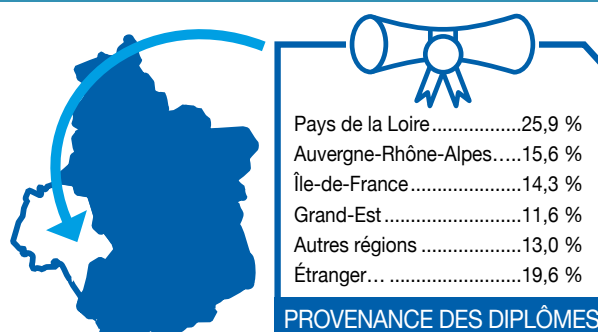 Pays de la Loire..................25,9 %
Auvergne-Rhône-Alpes.....15,6 %
Île-de-France......................14,3 %
Grand-Est...........................11,6 %
Autres régions ....................13,0 %
Étranger… .........................19,6 %
PROVENANCE DES DIPLÔMES